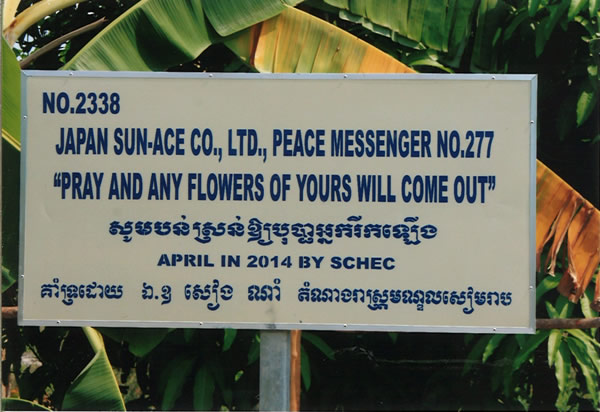 NO.2338
JAPAN SUN-ACE CO., LTD., PEACE MESSENGER NO.277
“PRAY AND ANY FLOWERS OF YOURS WILL COME OUT”
សូមបន់ស្រន់ឱ្យបុប្ផាអ្នករីកឡើង
APRIL IN 2014 BY SCHEC
គាំទ្រដោយ ឯ.ឧ សៀង ណាំ តំណាងរាស្ត្រមណ្ឌលសៀមរាប